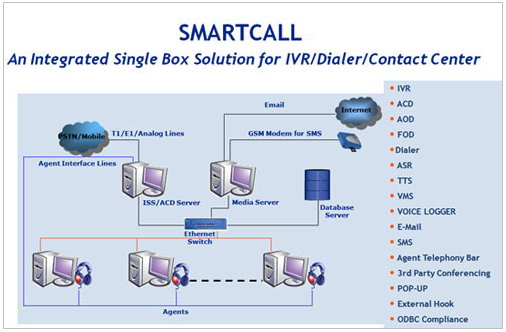 SMARTCALL
An Integrated Single Box Solution for IVR/Dialer/Contact Center
Email
Internet
PSTN/Mobile
T1/E1/Analog Lines
GSM Modem for SMS
Agent Interface Lines
ISS/ACD Server
Media Server
Database
Server
Ethernet
Switch
Agents
• IVR
• ACD
• AOD
• FOD
• Dialer
• ASR
• TTS
• VMS
• VOICE LOGGER
• E-Mail
• SMS
• Agent Telephony Bar
• 3rd Party Conferencing
• POP-UP
• External Hook
• ODBC Compliance